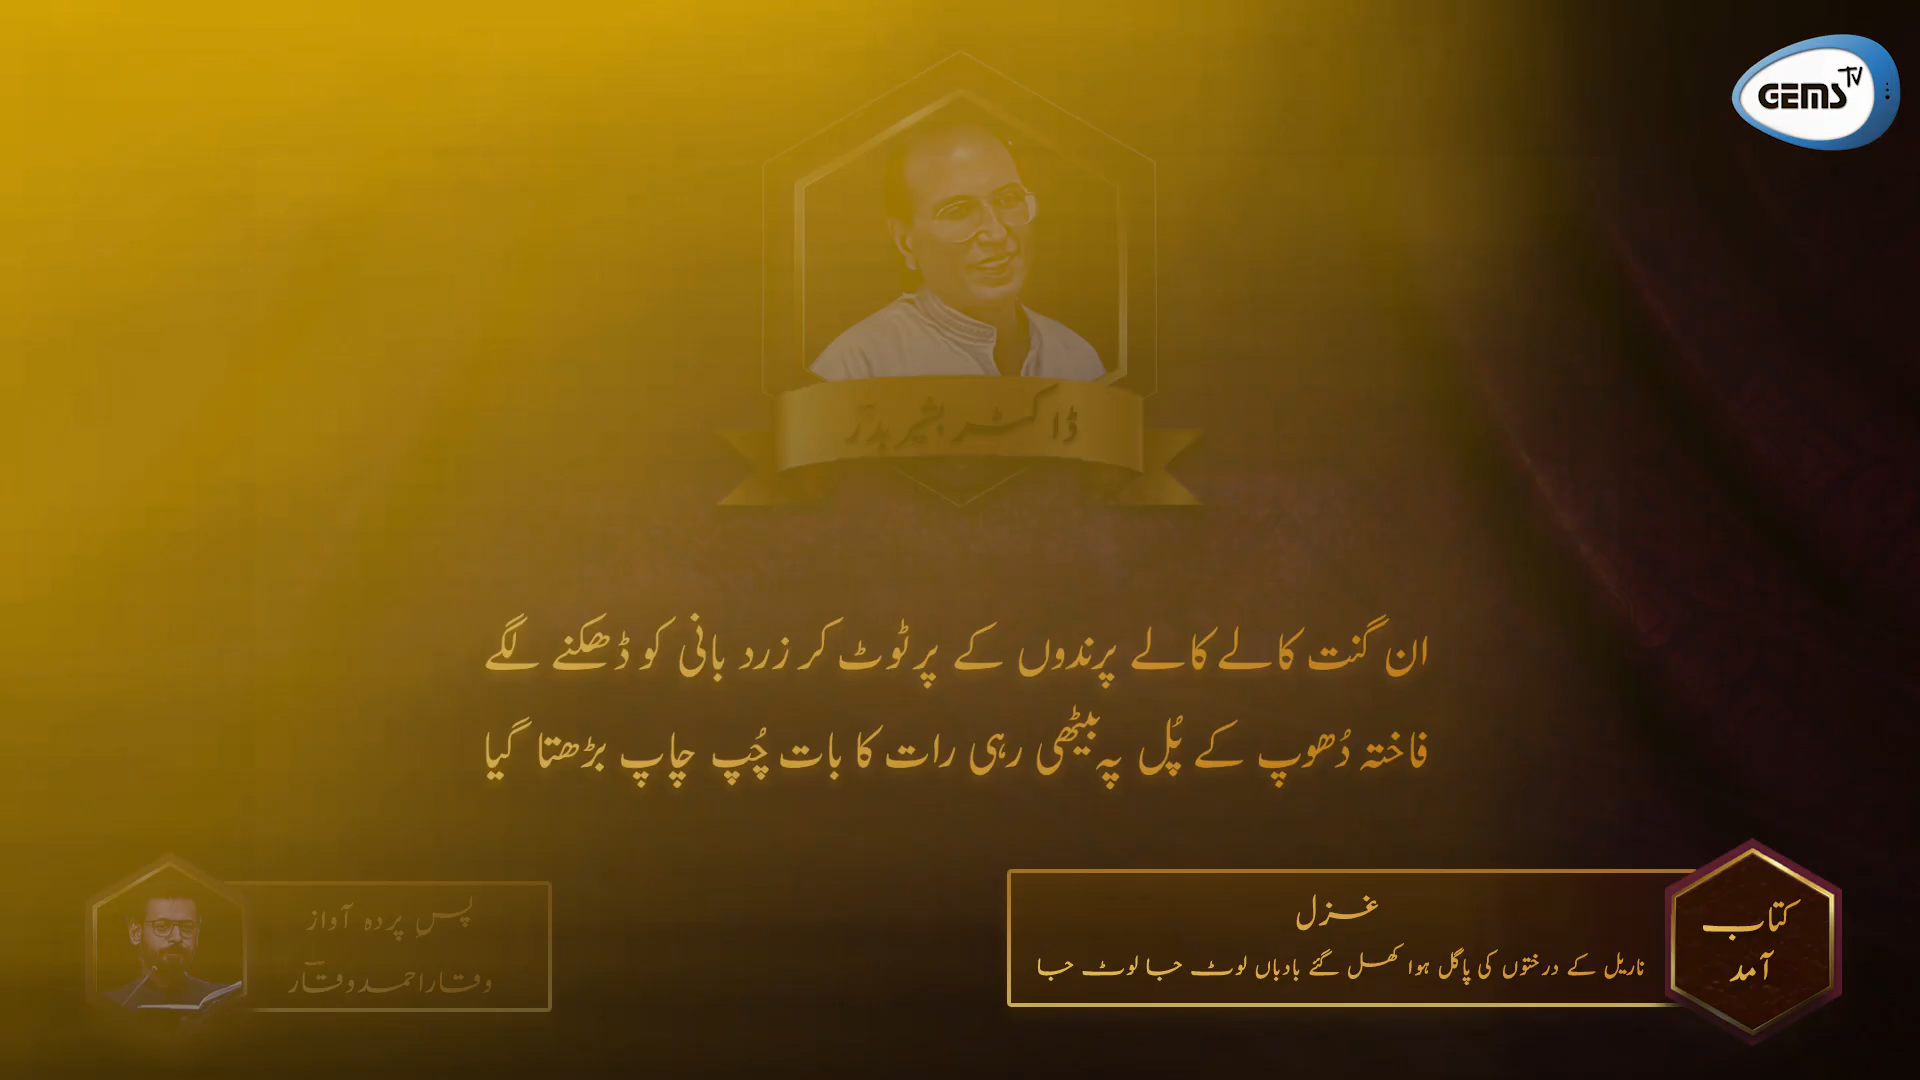 GEMS TV
ڈاکٹر بشیر بدرؔ
ان گنت کالے کالے پرندوں کے پر ٹوٹ کر زرد بانی کو ڈھکنے لگے
فاختہ دُھوپ کے پُل پہ بیٹھی رہی رات کا بات چُپ چاپ بڑھتا گیا
غزل
ناریل کے درختوں کی پاگل ہوا کھل گئے بادباں لوٹ جا لوٹ جا
کتاب
آمد
پسِ پردہ آواز
وقار احمد وقارؔ